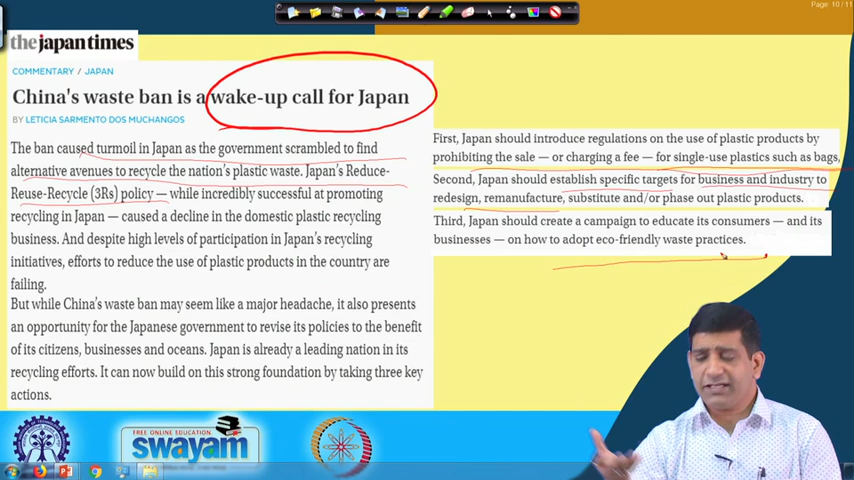 Page: 10 / 11
the japan times
COMMENTARY / JAPAN
China's waste ban is a wake-up call for Japan
BY LETICIA SARMENTO DOS MUCHANGOS
The ban caused turmoil in Japan as the government scrambled to find
alternative avenues to recycle the nation's plastic waste. Japan's Reduce-
Reuse-Recycle (3Rs) policy — while incredibly successful at promoting
recycling in Japan — caused a decline in the domestic plastic recycling
business. And despite high levels of participation in Japan's recycling
initiatives, efforts to reduce the use of plastic products in the country are
failing.
But while China's waste ban may seem like a major headache, it also presents
an opportunity for the Japanese government to revise its policies to the benefit
of its citizens, businesses and oceans. Japan is already a leading nation in its
recycling efforts. It can now build on this strong foundation by taking three key
actions.
First, Japan should introduce regulations on the use of plastic products by
prohibiting the sale — or charging a fee — for single-use plastics such as bags,
Second, Japan should establish specific targets for business and industry to
redesign, remanufacture, substitute and/or phase out plastic products.
Third, Japan should create a campaign to educate its consumers — and its
businesses — on how to adopt eco-friendly waste practices.
FREE ONLINE EDUCATION
swayam